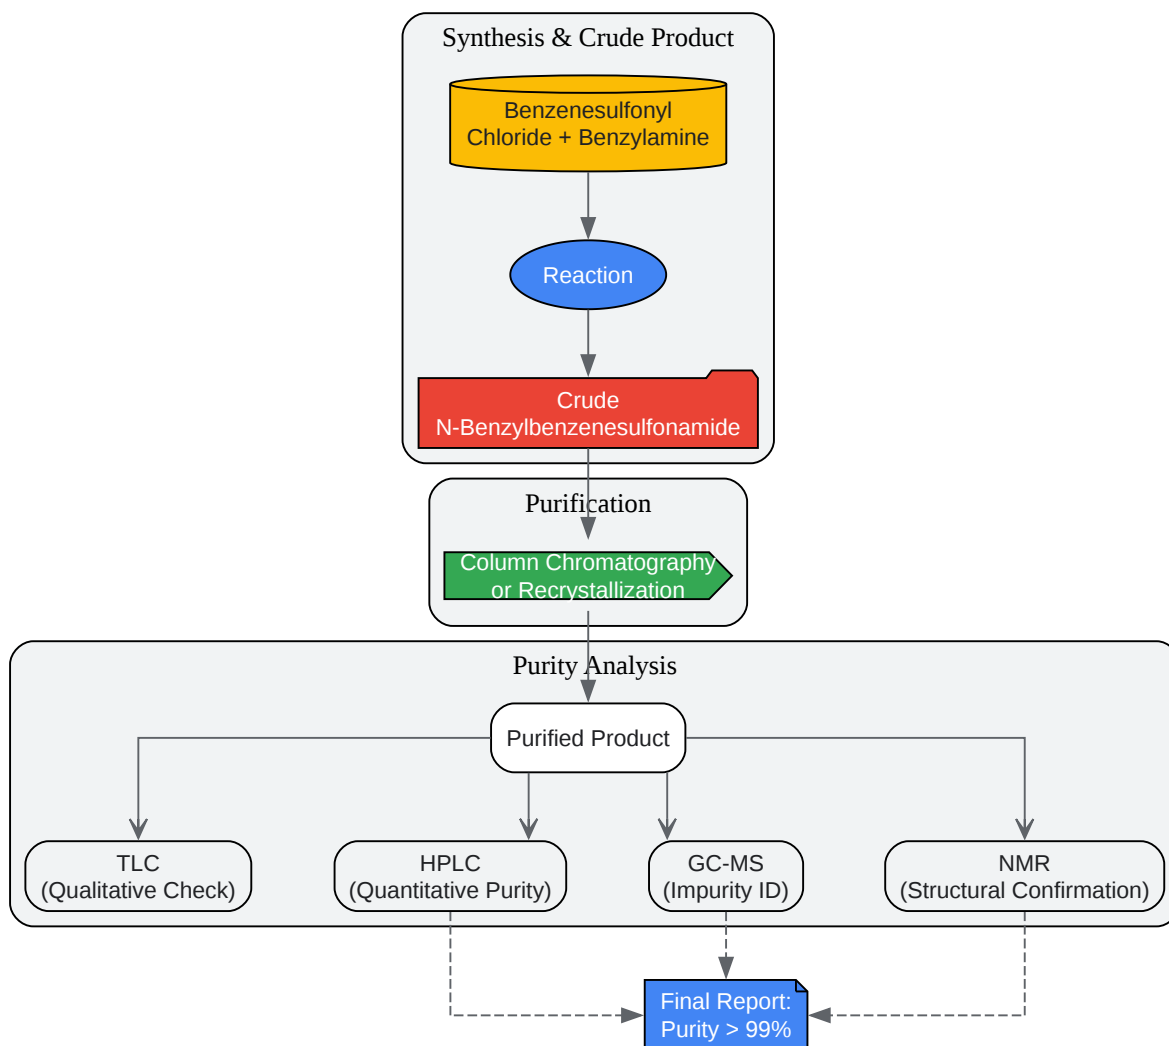 Synthesis & Crude Product
Benzenesulfonyl
Chloride + Benzylamine
Reaction
Crude
N-Benzylbenzenesulfonamide
Purification
Column Chromatography
or Recrystallization
Purity Analysis
Purified Product
TLC
(Qualitative Check)
HPLC
(Quantitative Purity)
GC-MS
(Impurity ID)
NMR
(Structural Confirmation)
Final Report:
Purity > 99%